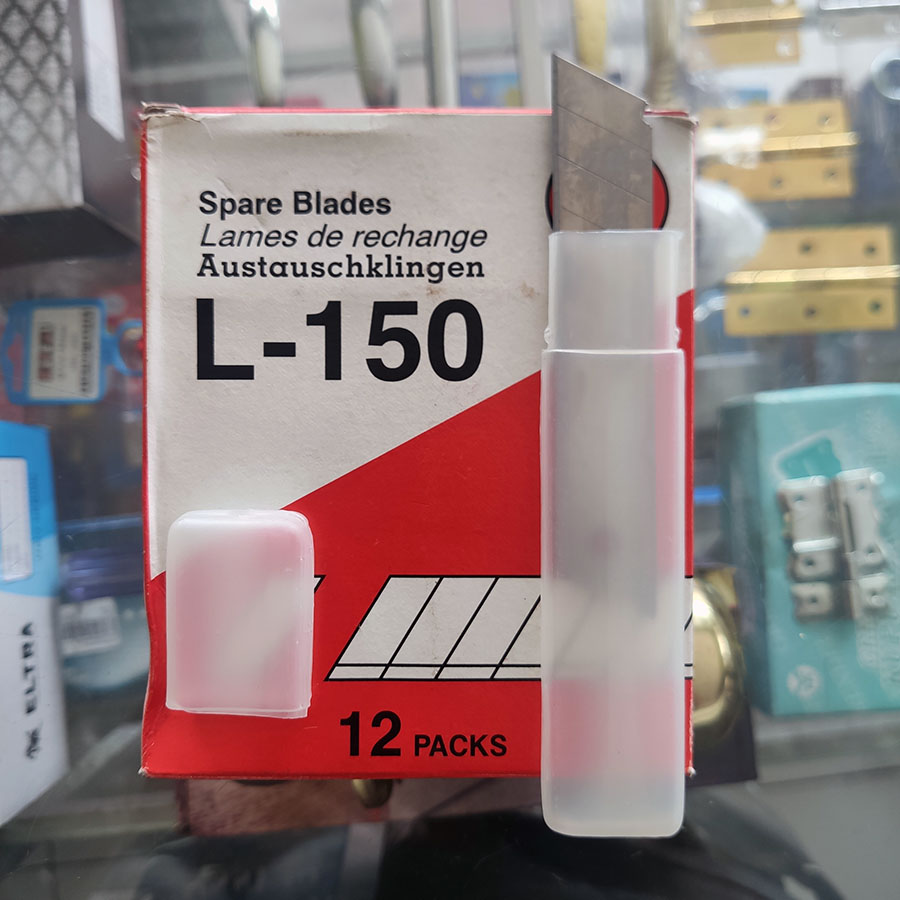 Spare Blades
Lames de rechange
Austauschklingen
L-150
12 PACKS
ELTRA